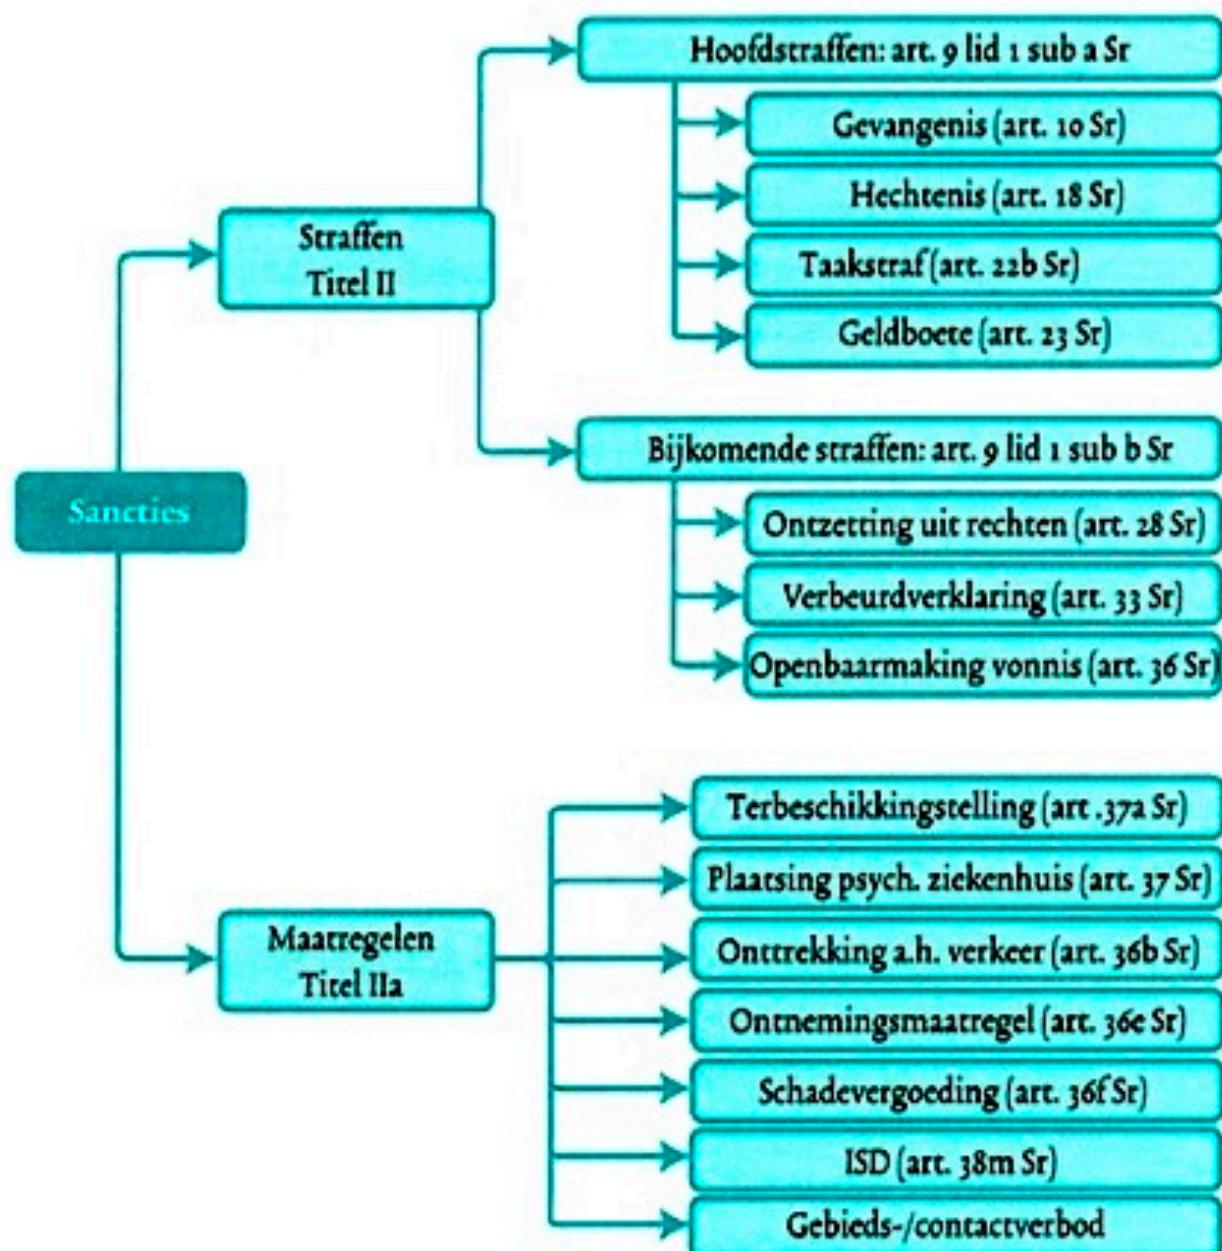 Hoofdstraffen: art. 9 lid 1 sub a Sr
Gevangenis (art. 10 Sr)
Hechtenis (art. 18 Sr)
Straffen
Titel II
Taakstraf (art. 22b Sr)
Geldboete (art. 23 Sr)
Bijkomende straffen: art. 9 lid 1 sub b Sr
Sancties
Ontzetting uit rechten (art. 28 Sr)
Verbeurdverklaring (art. 33 Sr)
Openbaarmaking vonnis (art. 36 Sr)
Terbeschikkingstelling (art .37a Sr)
Plaatsing psych. ziekenhuis (art. 37 Sr)
Maatregelen
Titel IIa
Onttrekking a.h. verkeer (art. 36b Sr)
Ontnemingsmaatregel (art. 36e Sr)
Schadevergoeding (art. 36f Sr)
ISD (art. 38m Sr)
Gebieds-/contactverbod